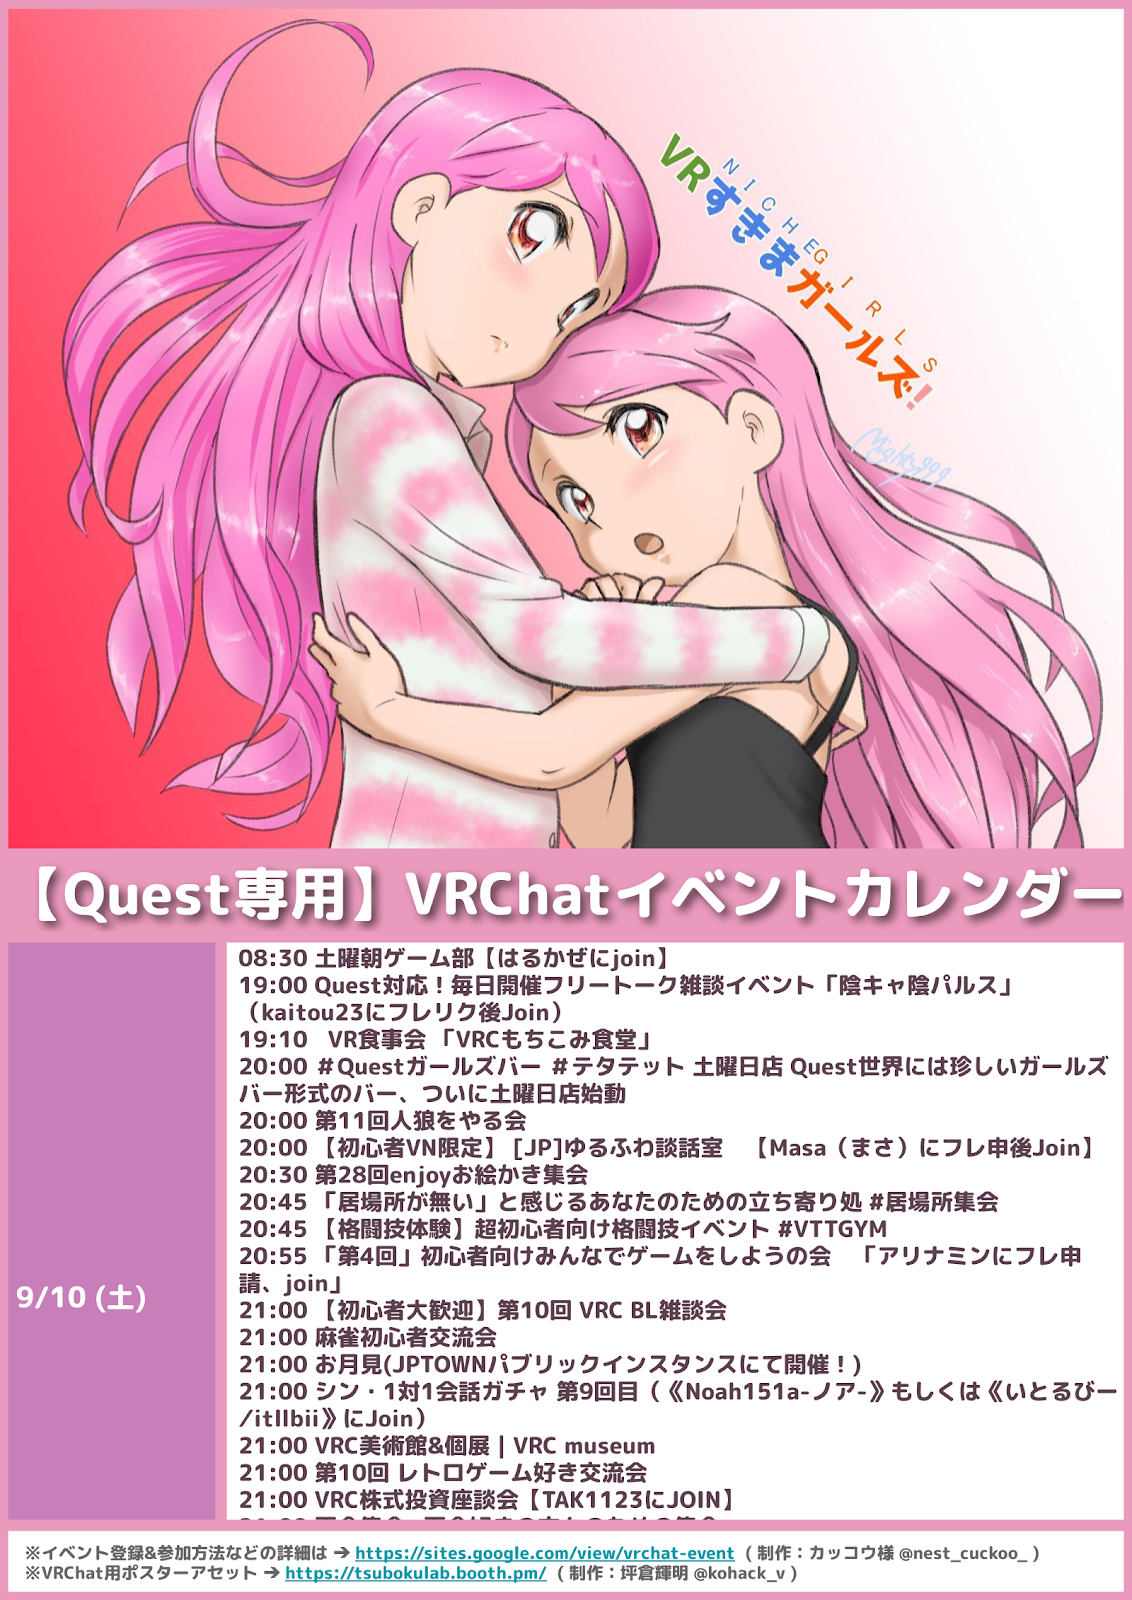 NICHE GIRLS
VRすきまガールズ!
Mighty999
【Quest専用】VRChatイベントカレンダー
9/10 (土)
08:30 土曜朝ゲーム部【はるかぜにjoin】
19:00 Quest対応！毎日開催フリートーク雑談イベント「陰キャ陰パルス」
（kaitou23にフレリク後Join）
19:10　VR食事会 「VRCもちこみ食堂」
20:00 ＃Questガールズバー ＃テタテット 土曜日店 Quest世界には珍しいガールズ
バー形式のバー、ついに土曜日店始動
20:00 第11回人狼をやる会
20:00 【初心者VN限定】 [JP]ゆるふわ談話室　【Masa（まさ）にフレ申後Join】
20:30 第28回enjoyお絵かき集会
20:45 「居場所が無い」と感じるあなたのための立ち寄り処 #居場所集会
20:45 【格闘技体験】超初心者向け格闘技イベント #VTTGYM
20:55 「第4回」初心者向けみんなでゲームをしようの会　「アリナミンにフレ申
請、join」
21:00 【初心者大歓迎】第10回 VRC BL雑談会
21:00 麻雀初心者交流会
21:00 お月見(JPTOWNパブリックインスタンスにて開催！)
21:00 シン・1対1会話ガチャ 第9回目（《Noah151a-ノア-》もしくは《いとるびー
/itllbii》にJoin）
21:00 VRC美術館&個展 | VRC museum
21:00 第10回 レトロゲーム好き交流会
21:00 VRC株式投資座談会【TAK1123にJOIN】
※イベント登録&参加方法などの詳細は ➔ https://sites.google.com/view/vrchat-event （ 制作：カッコウ様 @nest_cuckoo_ ）
※VRChat用ポスターアセット ➔ https://tsubokulab.booth.pm/ （ 制作：坪倉輝明 @kohack_v ）